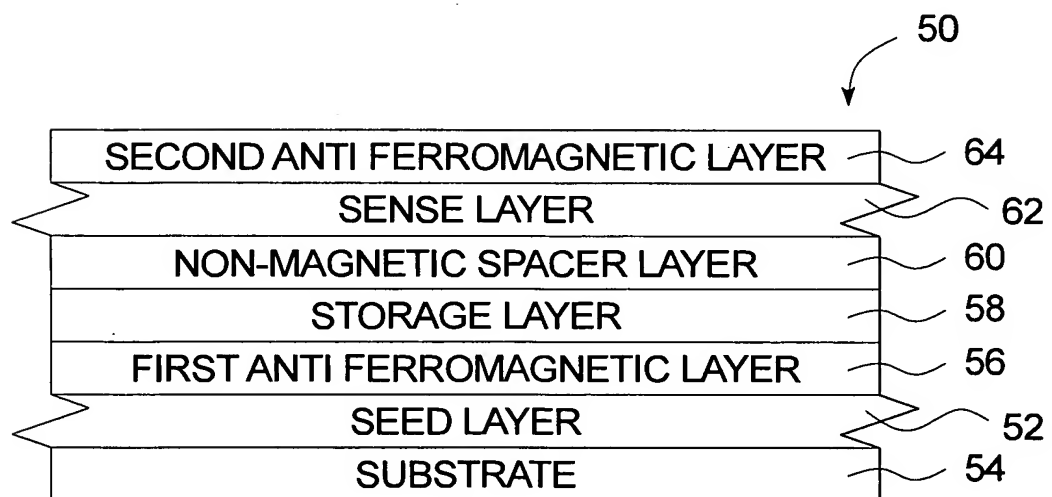 50
SECOND ANTI FERROMAGNETIC LAYER 64
SENSE LAYER 62
NON-MAGNETIC SPACER LAYER 60
STORAGE LAYER 58
FIRST ANTI FERROMAGNETIC LAYER 56
SEED LAYER 52
SUBSTRATE 54